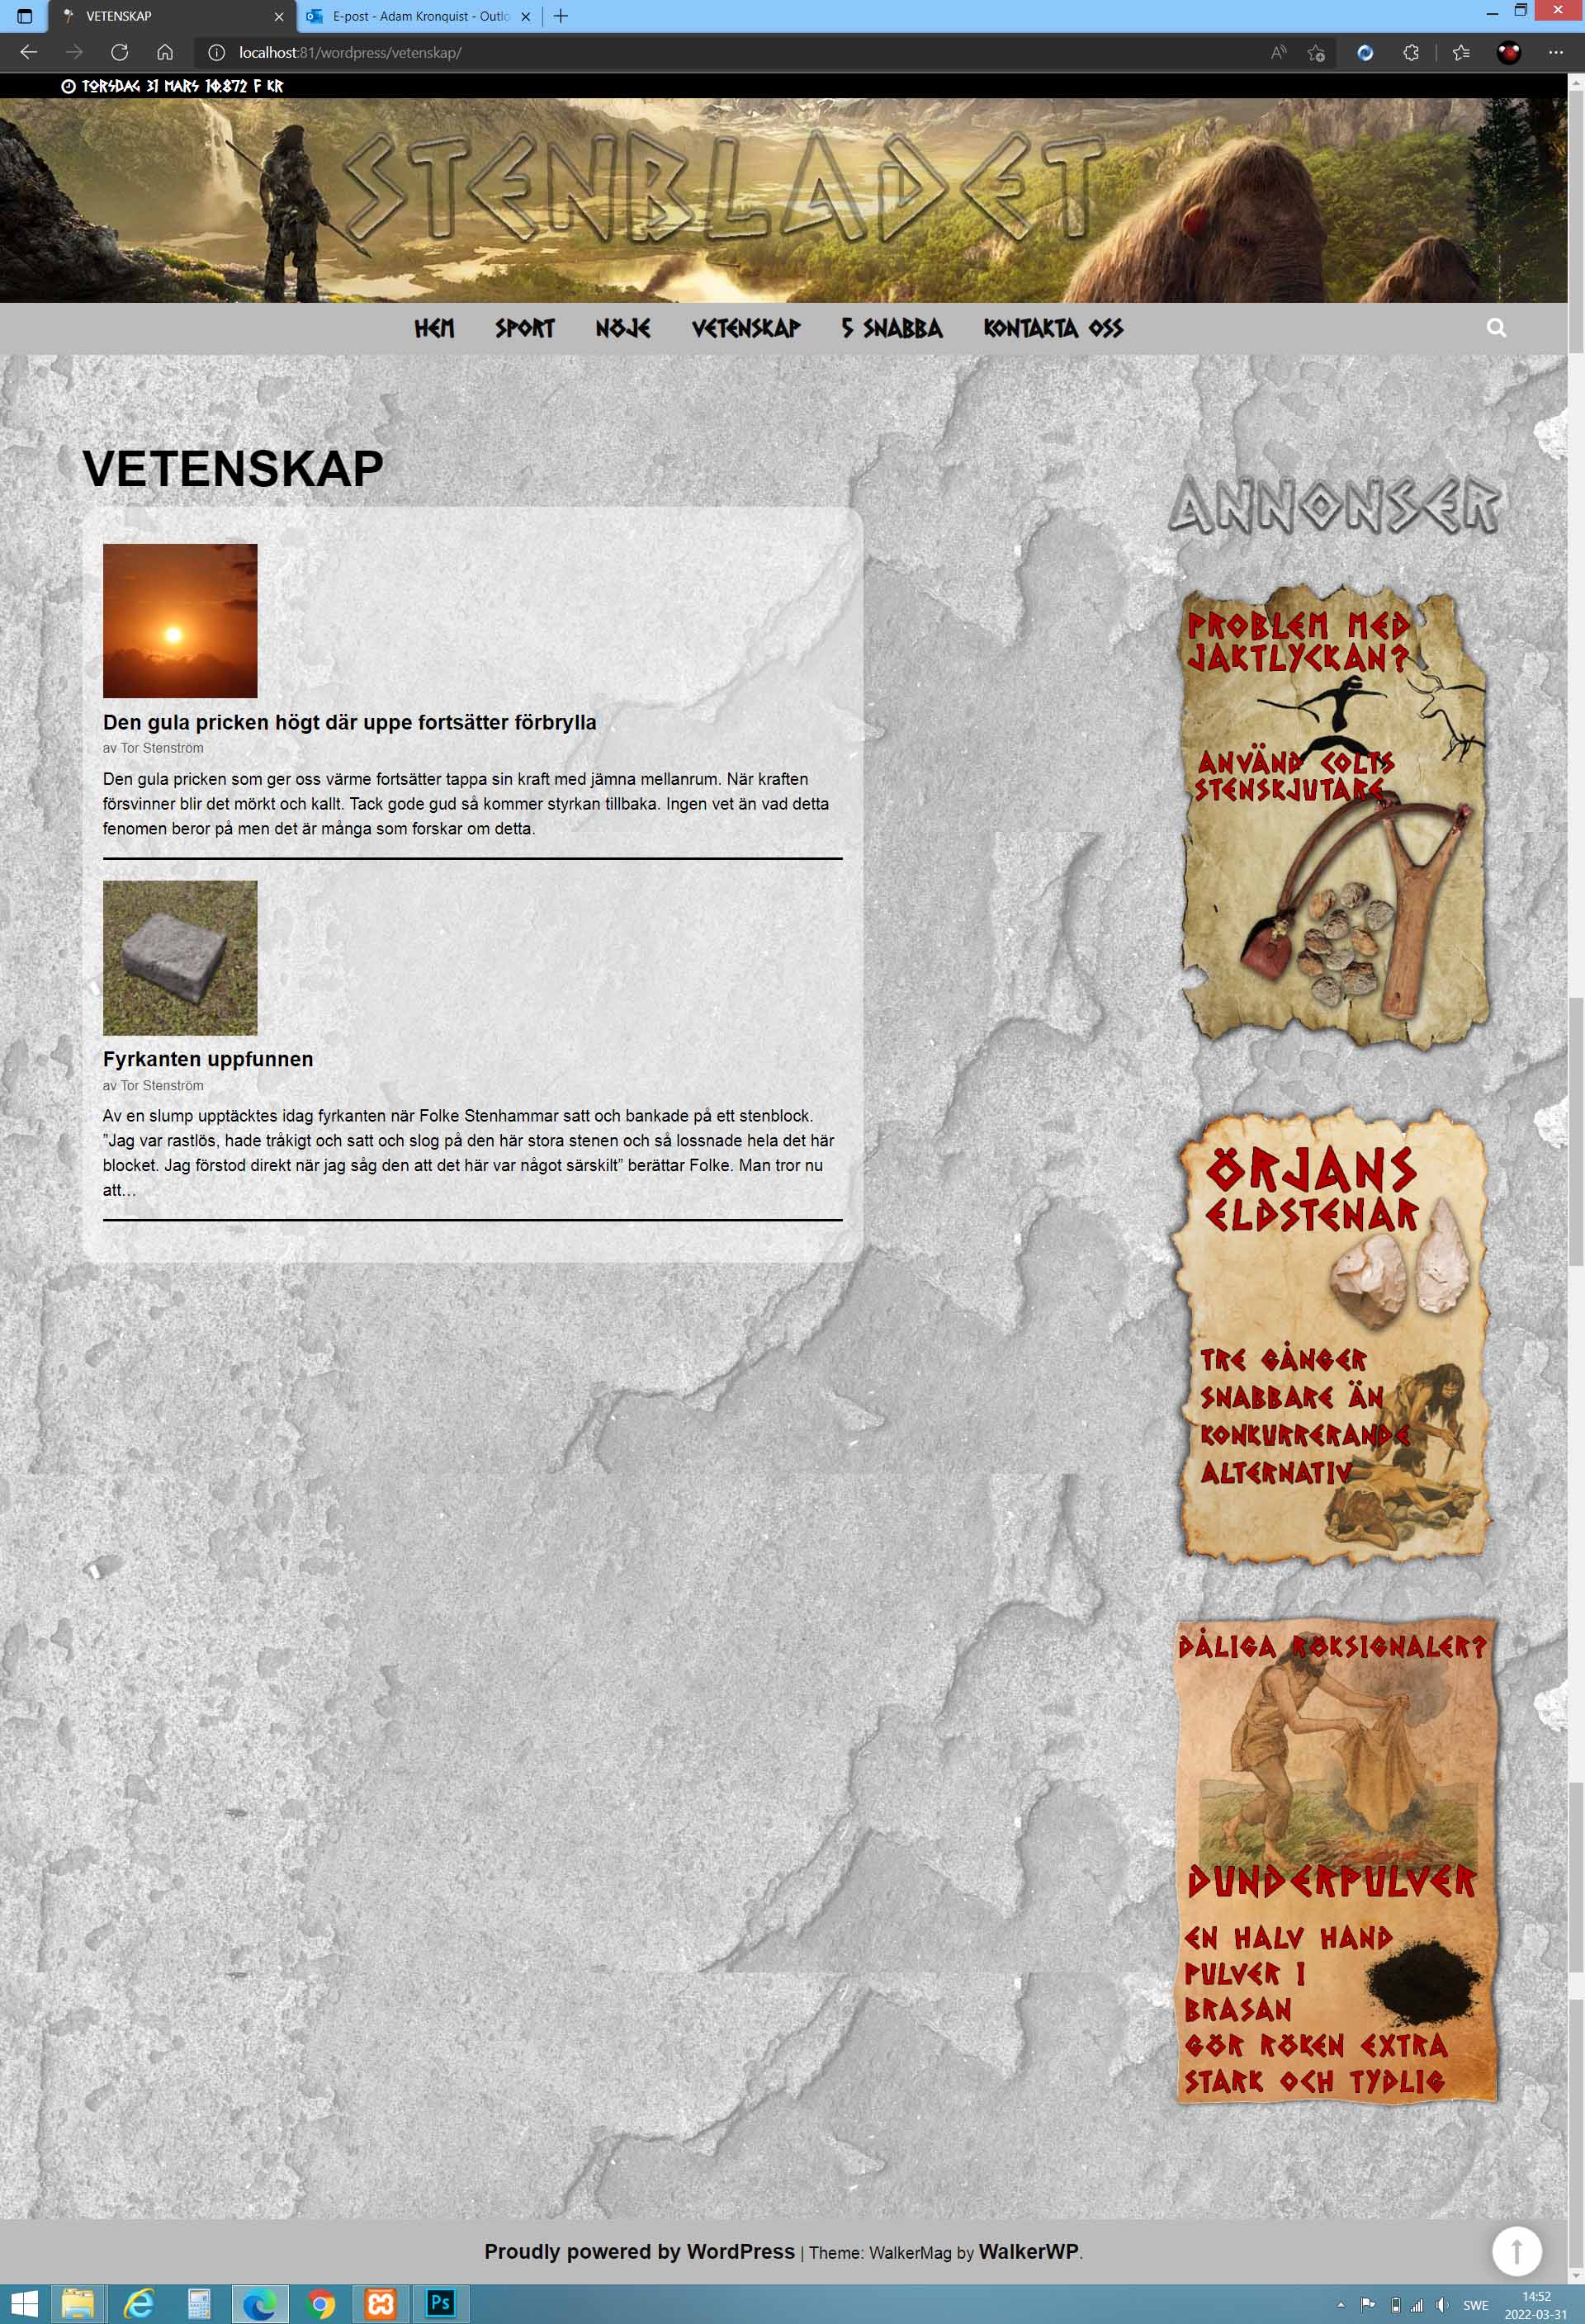 VETENSKAP
E-post - Adam Kronquist - Outlo
localhost:81/wordpress/vetenskap/
TORSDAG 31 MARS 10.872 F KR
STENBLADET
HEM SPORT NÖJE VETENSKAP 5 SNABBA KONTAKTA OSS
VETENSKAP
Den gula pricken högt där uppe fortsätter förbrylla
av Tor Stenström
Den gula pricken som ger oss värme fortsätter tappa sin kraft med jämna mellanrum. När kraften
försvinner blir det mörkt och kallt. Tack gode gud så kommer styrkan tillbaka. Ingen vet än vad detta
fenomen beror på men det är många som forskar om detta.
Fyrkanten uppfunnen
av Tor Stenström
Av en slump upptäcktes idag fyrkanten när Folke Stenhammar satt och bankade på ett stenblock.
”Jag var rastlös, hade tråkigt och satt och slog på den här stora stenen och så lossnade hela det här
blocket. Jag förstod direkt när jag såg den att det här var något särskilt” berättar Folke. Man tror nu
att…
ANNONSER
PROBLEM MED
JAKTLYCKAN?
ANVÄND COLTS
STENSKJUTARE
ÖRJANS
ELDSTENAR
TRE GÅNGER
SNABBARE ÄN
KONKURRERANDE
ALTERNATIV
DÅLIGA RÖKSIGNALER?
DUNDERPULVER
EN HALV HAND
PULVER I
BRASAN
GÖR RÖKEN EXTRA
STARK OCH TYDLIG
Proudly powered by WordPress | Theme: WalkerMag by WalkerWP.
Ps
SWE
14:52
2022-03-31